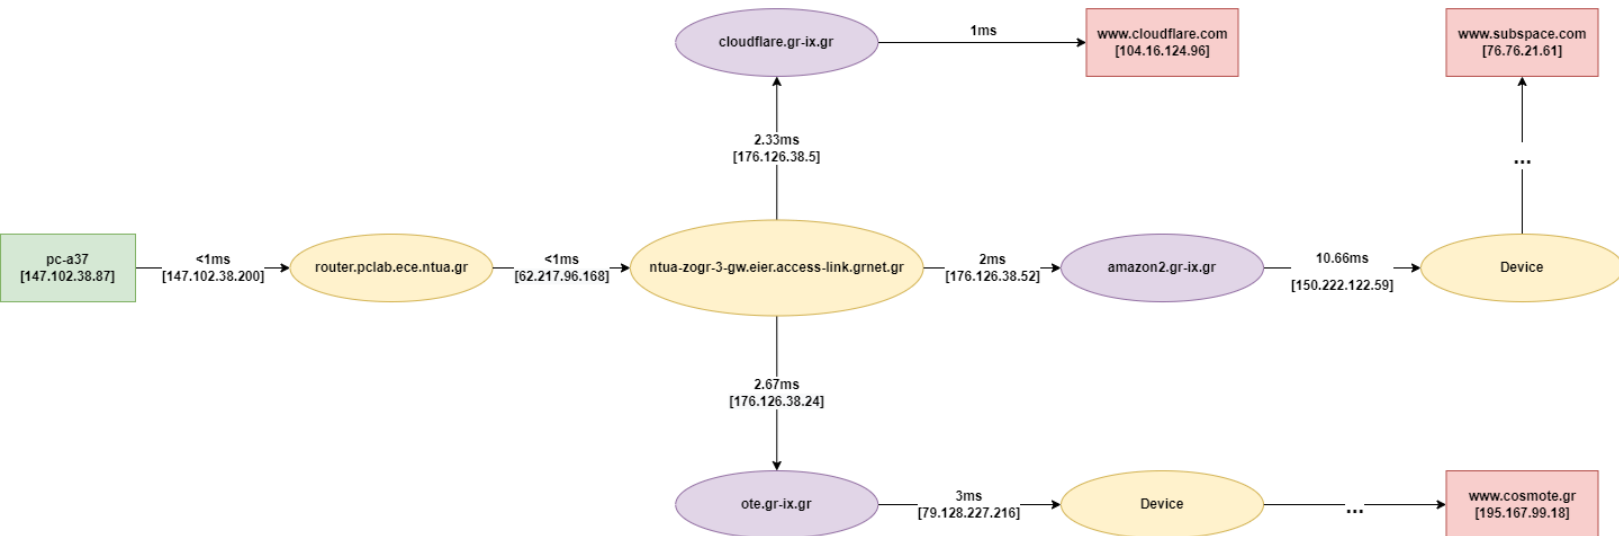 cloudflare.gr-ix.gr
1ms
www.cloudflare.com
[104.16.124.96]
www.subspace.com
[76.76.21.61]
2.33ms
[176.126.38.5]
...
pc-a37
[147.102.38.87]
<1ms
[147.102.38.200]
router.pclab.ece.ntua.gr
<1ms
[62.217.96.168]
ntua-zogr-3-gw.eier.access-link.grnet.gr
2ms
[176.126.38.52]
amazon2.gr-ix.gr
10.66ms
[150.222.122.59]
Device
2.67ms
[176.126.38.24]
ote.gr-ix.gr
3ms
[79.128.227.216]
Device
...
www.cosmote.gr
[195.167.99.18]